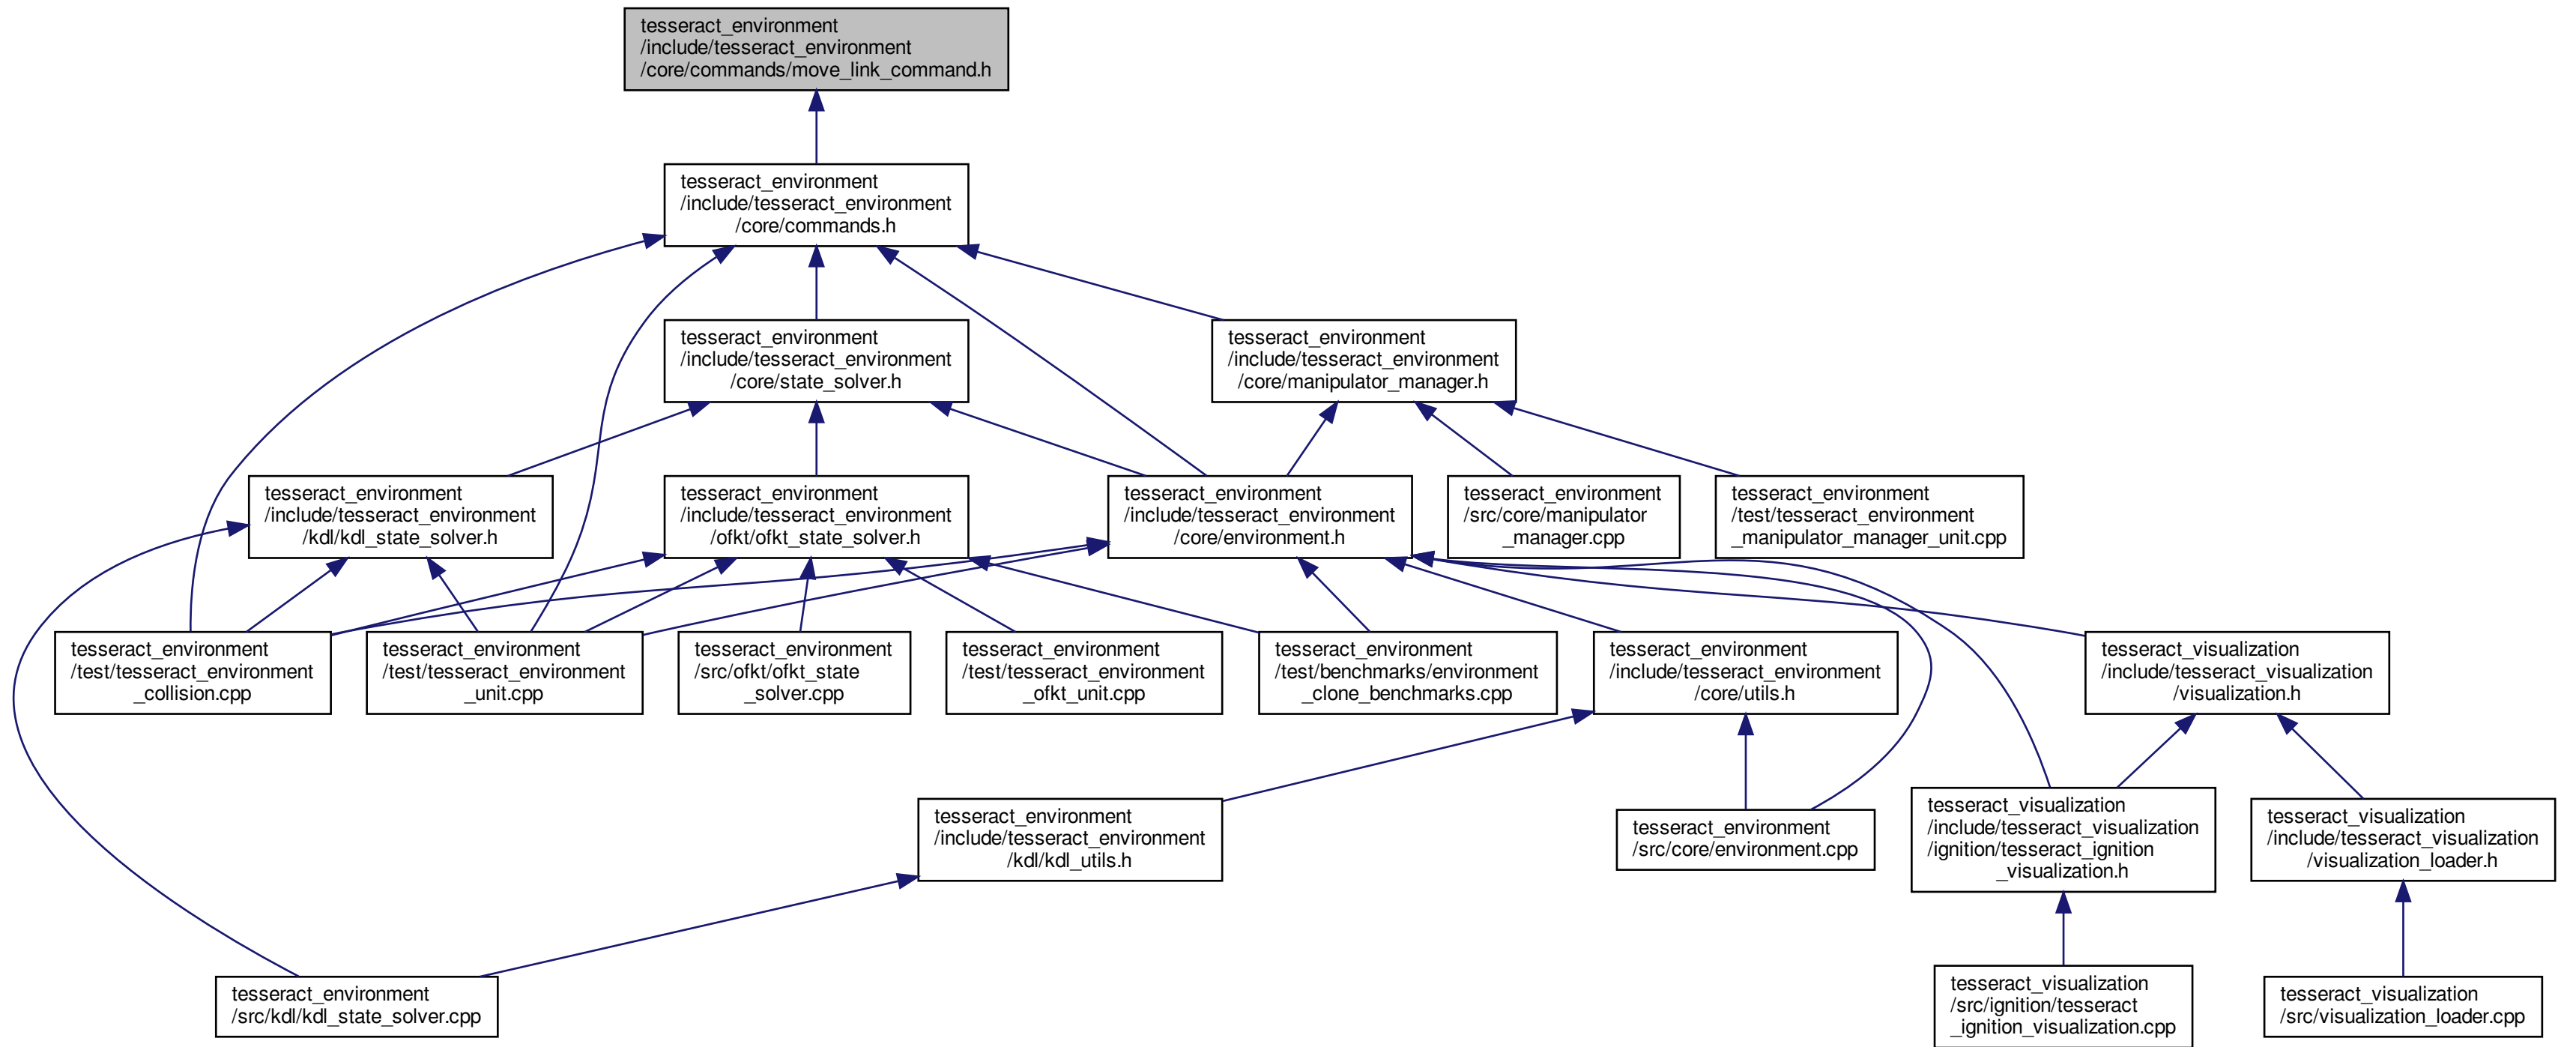 tesseract_environment
/include/tesseract_environment
/core/commands/move_link_command.h
tesseract_environment
/include/tesseract_environment
/core/commands.h
tesseract_environment
/include/tesseract_environment
/core/state_solver.h
tesseract_environment
/include/tesseract_environment
/core/manipulator_manager.h
tesseract_environment
/include/tesseract_environment
/kdl/kdl_state_solver.h
tesseract_environment
/include/tesseract_environment
/ofkt/ofkt_state_solver.h
tesseract_environment
/include/tesseract_environment
/core/environment.h
tesseract_environment
/src/core/manipulator
_manager.cpp
tesseract_environment
/test/tesseract_environment
_manipulator_manager_unit.cpp
tesseract_environment
/test/tesseract_environment
_collision.cpp
tesseract_environment
/test/tesseract_environment
_unit.cpp
tesseract_environment
/src/ofkt/ofkt_state
_solver.cpp
tesseract_environment
/test/tesseract_environment
_ofkt_unit.cpp
tesseract_environment
/test/benchmarks/environment
_clone_benchmarks.cpp
tesseract_environment
/include/tesseract_environment
/core/utils.h
tesseract_visualization
/include/tesseract_visualization
/visualization.h
tesseract_environment
/include/tesseract_environment
/kdl/kdl_utils.h
tesseract_environment
/src/core/environment.cpp
tesseract_visualization
/include/tesseract_visualization
/ignition/tesseract_ignition
_visualization.h
tesseract_visualization
/include/tesseract_visualization
/visualization_loader.h
tesseract_environment
/src/kdl/kdl_state_solver.cpp
tesseract_visualization
/src/ignition/tesseract
_ignition_visualization.cpp
tesseract_visualization
/src/visualization_loader.cpp